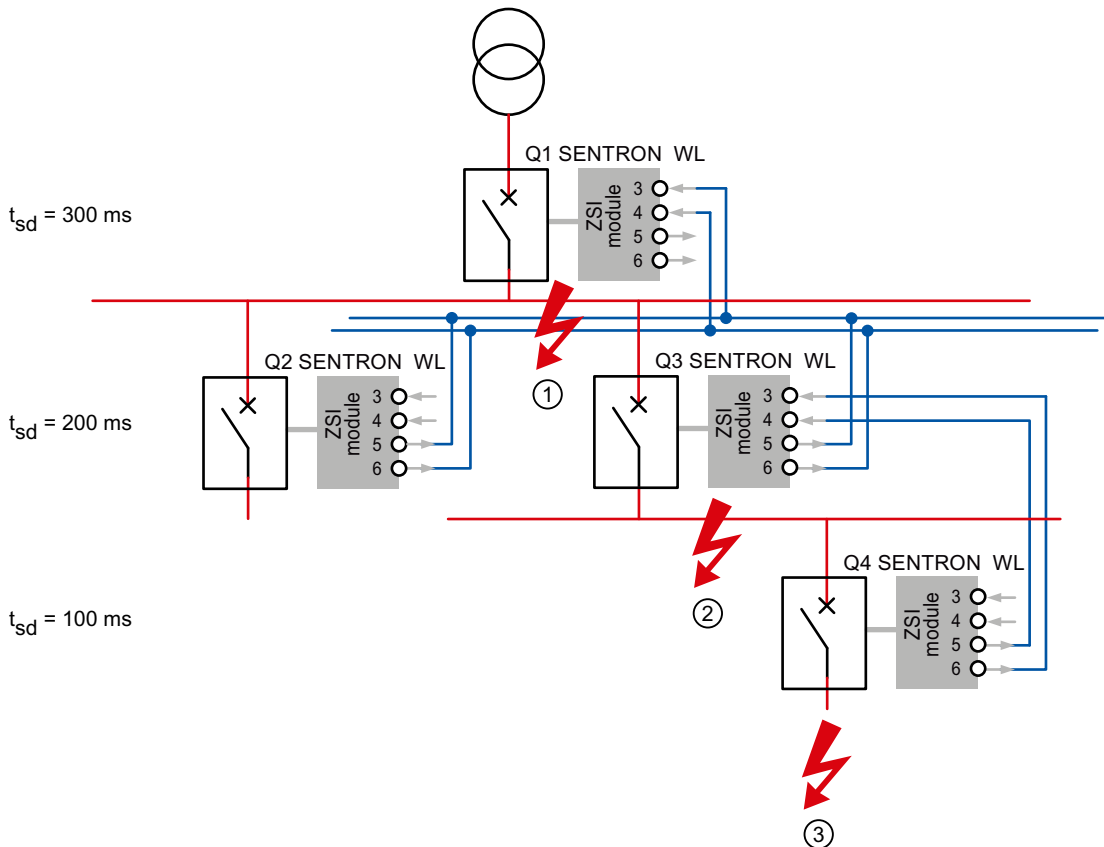 Q1 SENTRON WL
t_sd = 300 ms
ZSI module
3
4
5
6
Q2 SENTRON WL
Q3 SENTRON WL
①
t_sd = 200 ms
ZSI module
3
4
5
6
ZSI module
3
4
5
6
Q4 SENTRON WL
②
t_sd = 100 ms
ZSI module
3
4
5
6
③